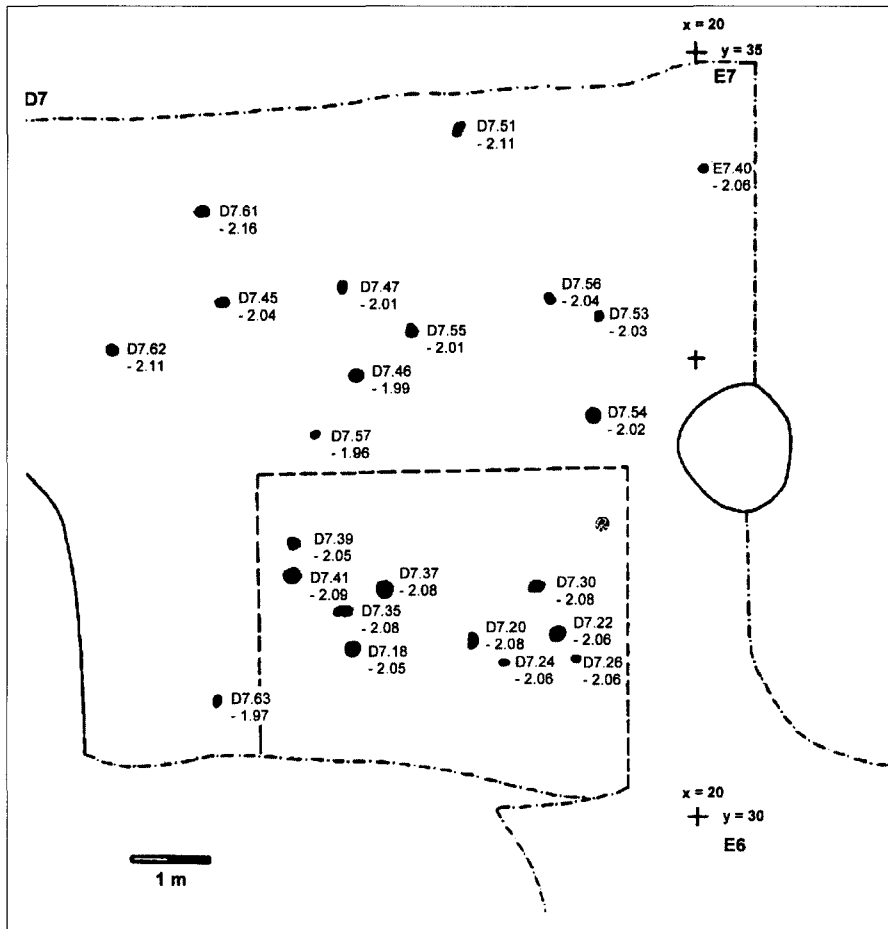 x = 20
y = 35
E7
D7
D7.51
- 2.11
E7.40
- 2.06
D7.61
- 2.16
D7.47
- 2.01
D7.56
- 2.04
D7.45
- 2.04
D7.53
- 2.03
D7.55
- 2.01
D7.62
- 2.11
D7.46
- 1.99
D7.54
- 2.02
D7.57
- 1.96
D7.39
- 2.05
D7.41
- 2.09
D7.37
- 2.08
D7.30
- 2.08
D7.35
- 2.08
D7.20
- 2.08
D7.22
- 2.06
D7.18
- 2.05
D7.24
- 2.06
D7.26
- 2.06
D7.63
- 1.97
x = 20
y = 30
E6
1 m